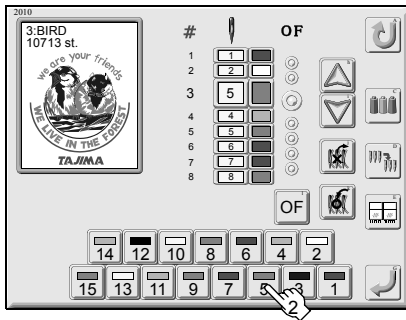 2010
3:BIRD
10713 st.
we are your friends
WE LIVE IN THE FOREST
TAJIMA
# OF
1 1
2 2
3 5
4 4
5 5
6 6
7 7
8 8
OF
14 12 10 8 6 4 2
15 13 11 9 7 5 3 1
2